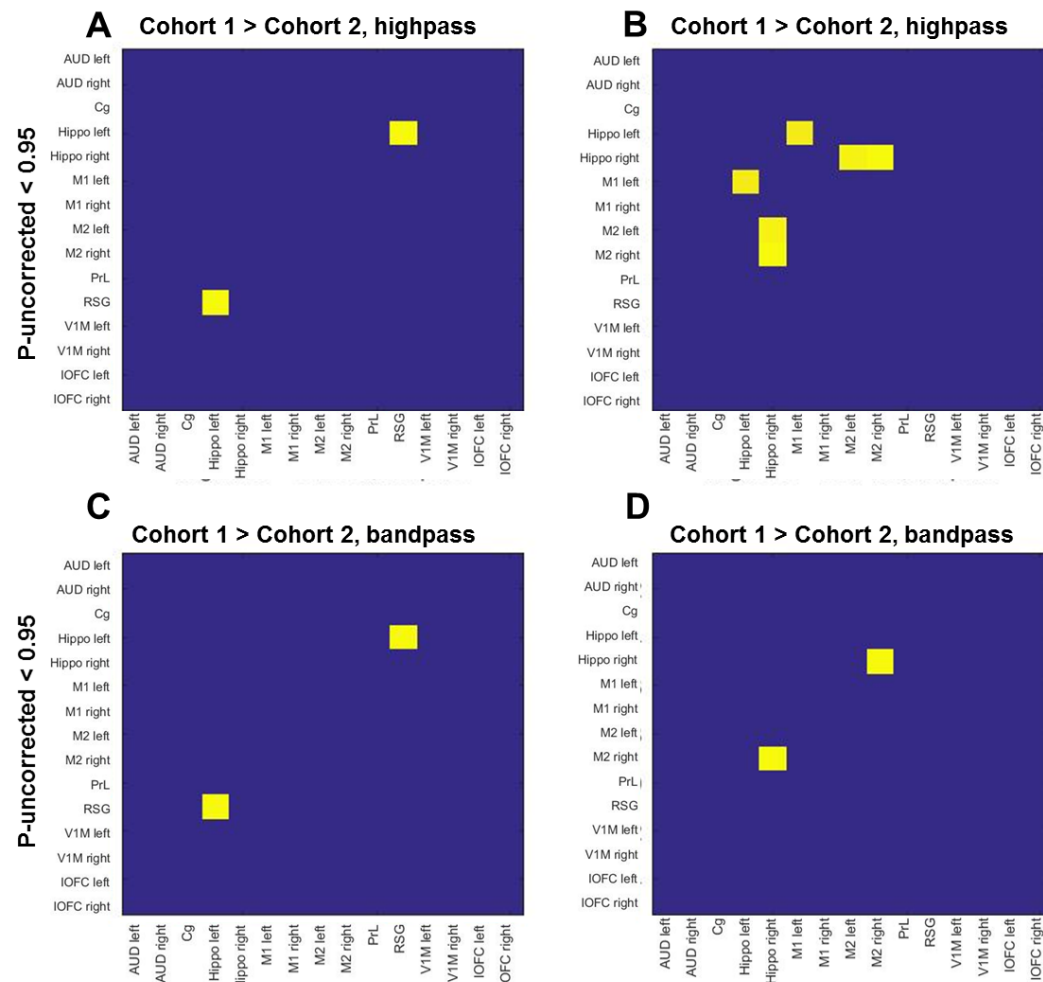 A
Cohort 1 > Cohort 2, highpass
P-uncorrected < 0.95
AUD left
AUD right
Cg
Hippo left
Hippo right
M1 left
M1 right
M2 left
M2 right
PrL
RSG
V1M left
V1M right
lOFC left
lOFC right
AUD left
AUD right
Cg
Hippo left
Hippo right
M1 left
M1 right
M2 left
M2 right
PrL
RSG
V1M left
V1M right
lOFC left
lOFC right
B
Cohort 1 > Cohort 2, highpass
AUD left
AUD right
Cg
Hippo left
Hippo right
M1 left
M1 right
M2 left
M2 right
PrL
RSG
V1M left
V1M right
lOFC left
lOFC right
AUD left
AUD right
Cg
Hippo left
Hippo right
M1 left
M1 right
M2 left
M2 right
PrL
RSG
V1M left
V1M right
lOFC left
lOFC right
C
Cohort 1 > Cohort 2, bandpass
P-uncorrected < 0.95
AUD left
AUD right
Cg
Hippo left
Hippo right
M1 left
M1 right
M2 left
M2 right
PrL
RSG
V1M left
V1M right
lOFC left
lOFC right
AUD left
AUD right
Cg
Hippo left
ippo right
M1 left
M1 right
M2 left
M2 right
PrL
RSG
V1M left
V1M right
lOFC left
OFC right
D
Cohort 1 > Cohort 2, bandpass
AUD left
AUD right
Cg
Hippo left
Hippo right
M1 left
M1 right
M2 left
M2 right
PrL
RSG
V1M left
V1M right
lOFC left
lOFC right
AUD left
AUD right
Cg
Hippo left
Hippo right
M1 left
M1 right
M2 left
M2 right
PrL
RSG
V1M left
V1M right
lOFC left
lOFC right